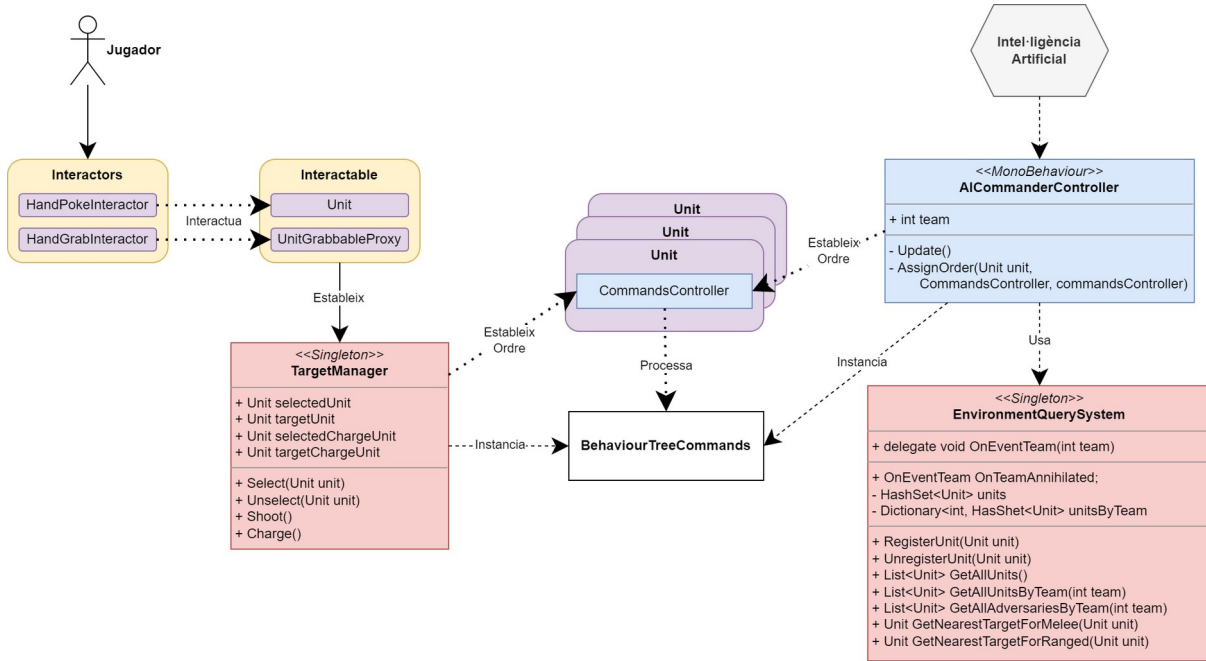 Jugador
Intel·ligència
Artificial
Interactors
HandPokeInteractor
HandGrabInteractor
Interactua
Interactable
Unit
UnitGrabbableProxy
Estableix
<<Singleton>>
TargetManager
+ Unit selectedUnit
+ Unit targetUnit
+ Unit selectedChargeUnit
+ Unit targetChargeUnit
+ Select(Unit unit)
+ Unselect(Unit unit)
+ Shoot()
+ Charge()
Estableix
Ordre
Instancia
Unit
Unit
Unit
CommandsController
Processa
BehaviourTreeCommands
Estableix
Ordre
<<MonoBehaviour>>
AICommanderController
+ int team
- Update()
- AssignOrder(Unit unit,
CommandsController, commandsController)
Instancia
Usa
<<Singleton>>
EnvironmentQuerySystem
+ delegate void OnEventTeam(int team)
+ OnEventTeam OnTeamAnnihilated;
- HashSet<Unit> units
- Dictionary<int, HasShet<Unit> unitsByTeam
+ RegisterUnit(Unit unit)
+ UnregisterUnit(Unit unit)
+ List<Unit> GetAllUnits()
+ List<Unit> GetAllUnitsByTeam(int team)
+ List<Unit> GetAllAdversariesByTeam(int team)
+ Unit GetNearestTargetForMelee(Unit unit)
+ Unit GetNearestTargetForRanged(Unit unit)